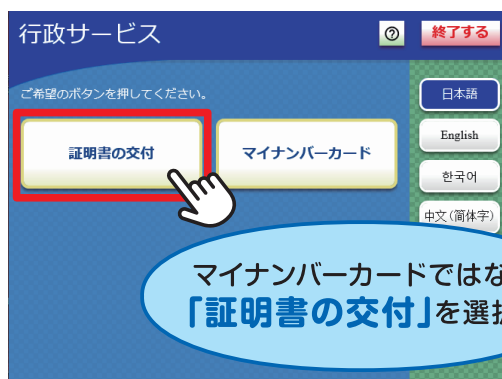 行政サービス
?
終了する
ご希望のボタンを押してください。
日本語
証明書の交付
マイナンバーカード
English
한국어
中文(简体字)
マイナンバーカードではな
「証明書の交付」を選択